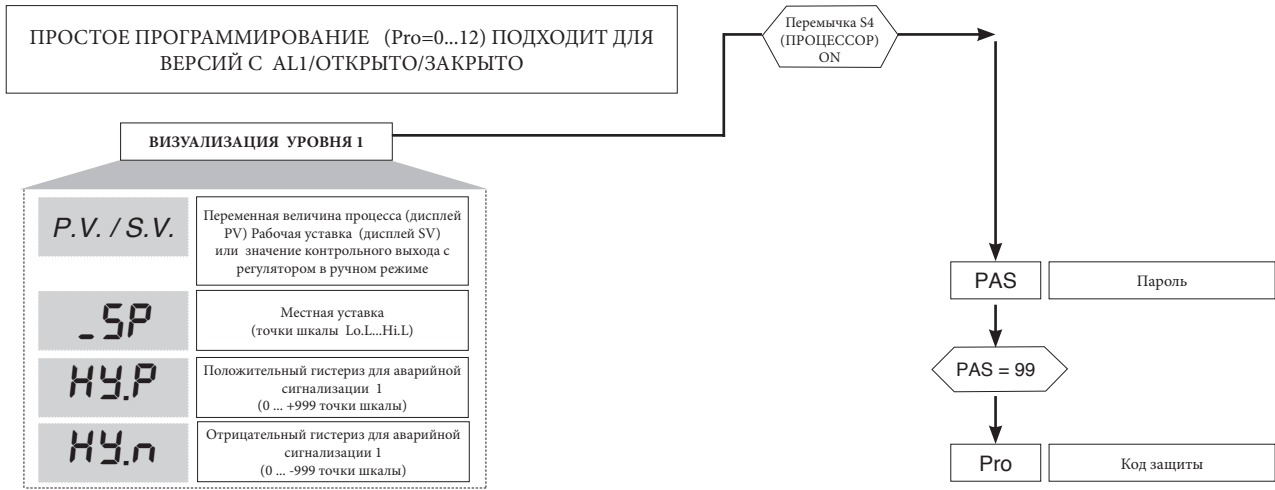 ПРОСТОЕ ПРОГРАММИРОВАНИЕ (Pro=0...12) ПОДХОДИТ ДЛЯ
ВЕРСИЙ С AL1/ОТКРЫТО/ЗАКРЫТО
Перемычка S4
(ПРОЦЕССОР)
ON
ВИЗУАЛИЗАЦИЯ УРОВНЯ 1
P.V. / S.V.
Переменная величина процесса (дисплей
PV) Рабочая уставка (дисплей SV)
или значение контрольного выхода с
регулятором в ручном режиме
_SP
Местная уставка
(точки шкалы Lo.L...Hi.L)
HY.P
Положительный гистериз для аварийной
сигнализации 1
(0 ... +999 точки шкалы)
HY.n
Отрицательный гистериз для аварийной
сигнализации 1
(0 ... -999 точки шкалы)
PAS
Пароль
PAS = 99
Pro
Код защиты